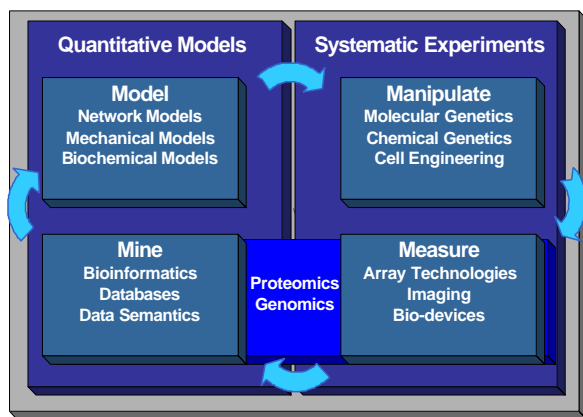 Quantitative Models
Systematic Experiments
Model
Network Models
Mechanical Models
Biochemical Models
Manipulate
Molecular Genetics
Chemical Genetics
Cell Engineering
Mine
Bioinformatics
Databases
Data Semantics
Proteomics
Genomics
Measure
Array Technologies
Imaging
Bio-devices